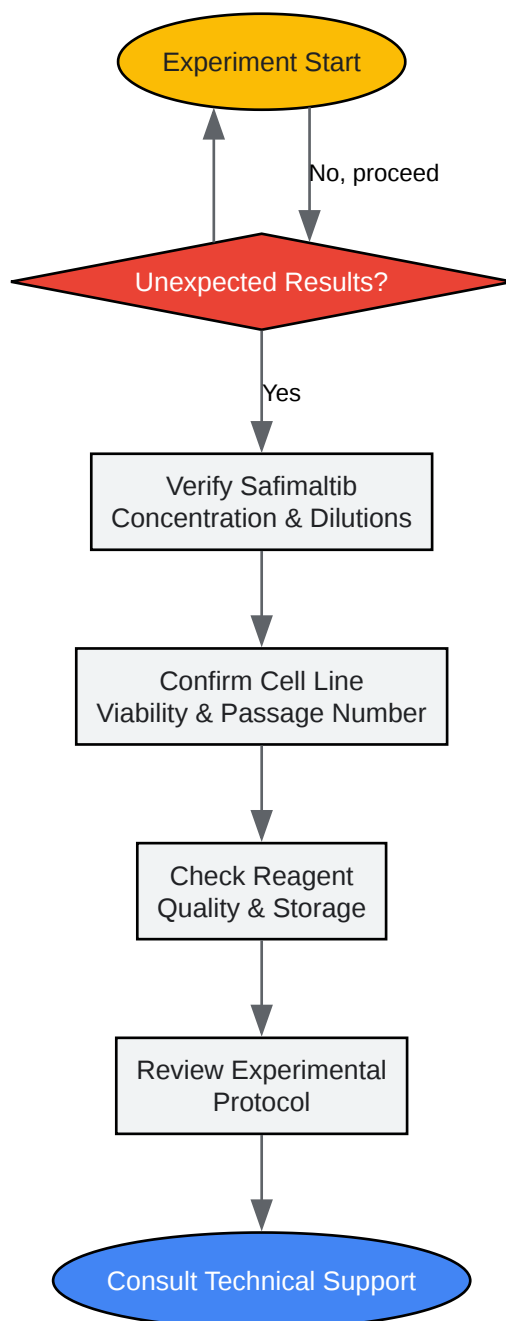 Experiment Start
No, proceed
Unexpected Results?
Yes
Verify Safimaltib
Concentration & Dilutions
Confirm Cell Line
Viability & Passage Number
Check Reagent
Quality & Storage
Review Experimental
Protocol
Consult Technical Support